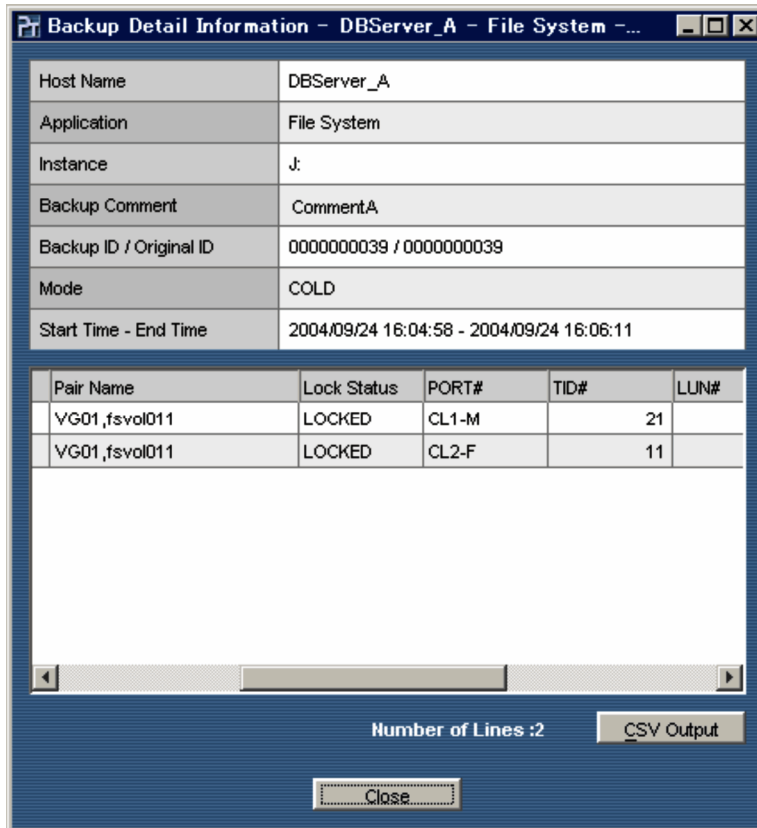 Backup Detail Information - DBServer_A - File System -...
Host Name DBServer_A
Application File System
Instance J:
Backup Comment CommentA
Backup ID / Original ID 0000000039 / 0000000039
Mode COLD
Start Time - End Time 2004/09/24 16:04:58 - 2004/09/24 16:06:11
Pair Name Lock Status PORT# TID# LUN#
VG01,fsvol011 LOCKED CL1-M 21
VG01,fsvol011 LOCKED CL2-F 11
Number of Lines :2 CSV Output
Close